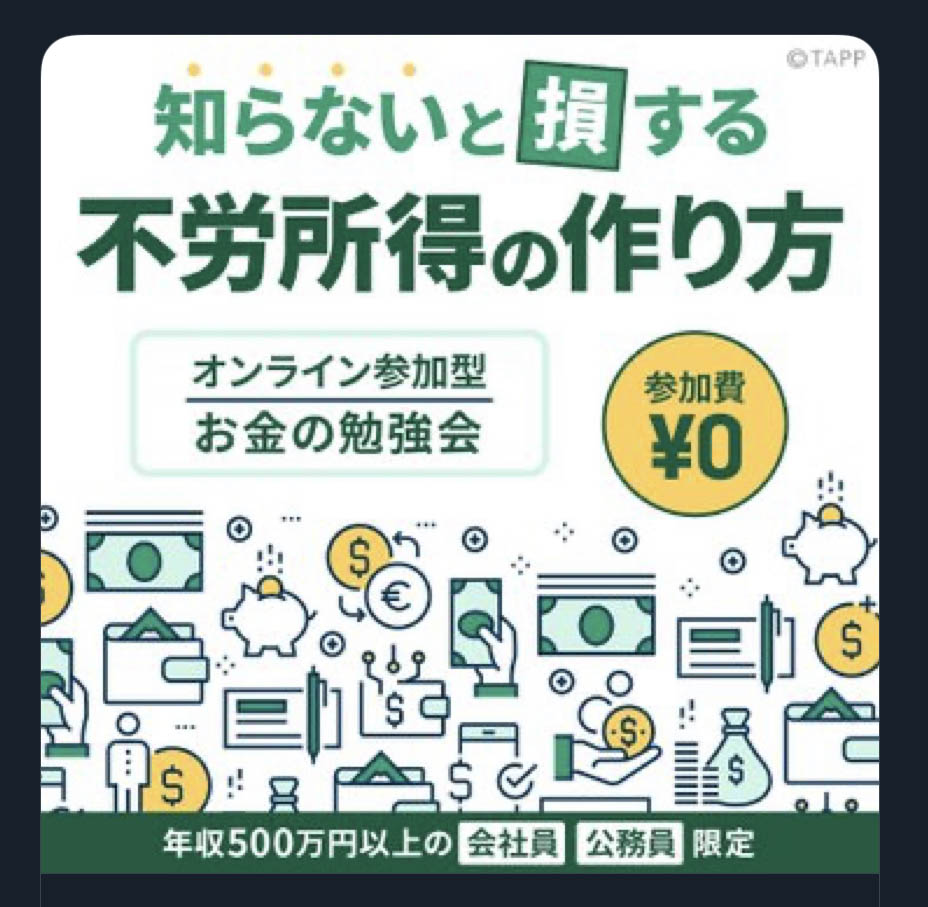 ©TAPP
知らないと損する
不労所得の作り方
オンライン参加型
お金の勉強会
参加費
¥0
年収500万円以上の 会社員 公務員 限定